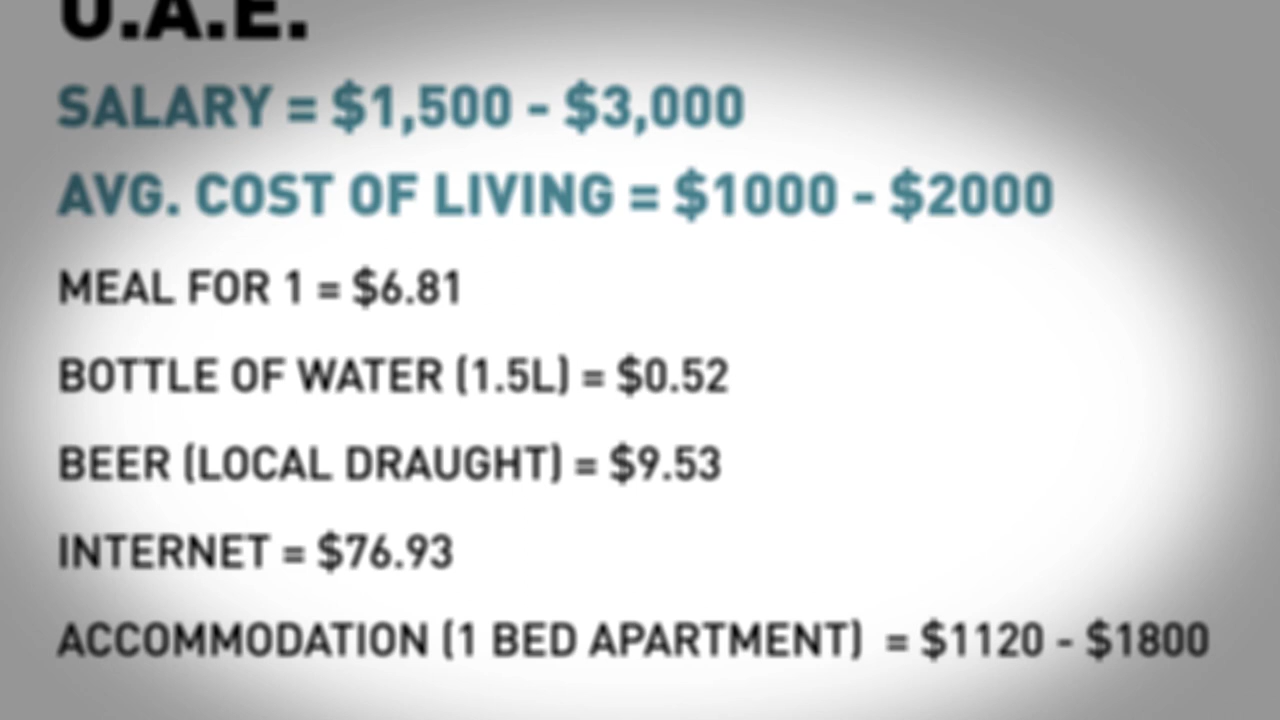 U.A.E.
SALARY = $1,500 - $3,000
AVG. COST OF LIVING = $1000 - $2000
MEAL FOR 1 = $6.81
BOTTLE OF WATER (1.5L) = $0.52
BEER (LOCAL DRAUGHT) = $9.53
INTERNET = $76.93
ACCOMMODATION (1 BED APARTMENT) = $1120 - $1800